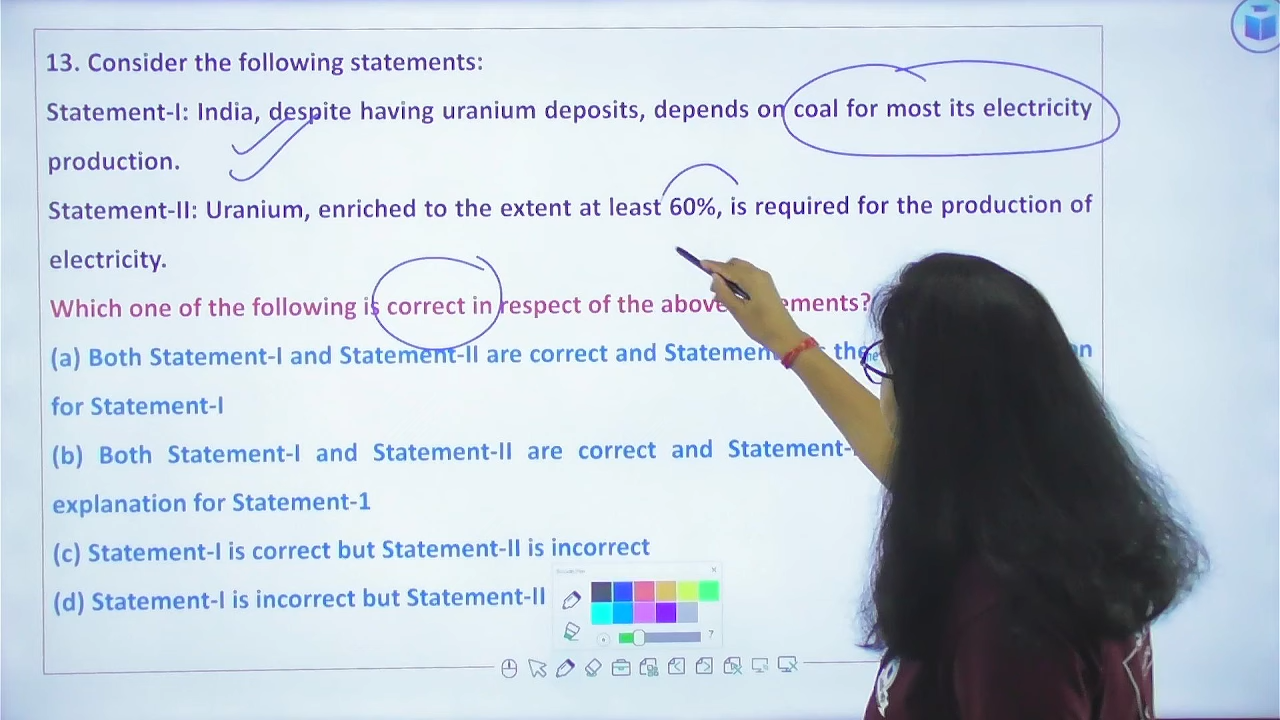 13. Consider the following statements:
Statement-I: India, despite having uranium deposits, depends on coal for most its electricity
production.
Statement-II: Uranium, enriched to the extent at least 60%, is required for the production of
electricity.
Which one of the following is correct in respect of the above
(a) Both Statement-I and Statement-II are correct and
for Statement-I
(b) Both Statement-I and Statement-II are correct and
explanation for Statement-1
(c) Statement-I is correct but Statement-II is incorrect
(d) Statement-I is incorrect but Statement-II